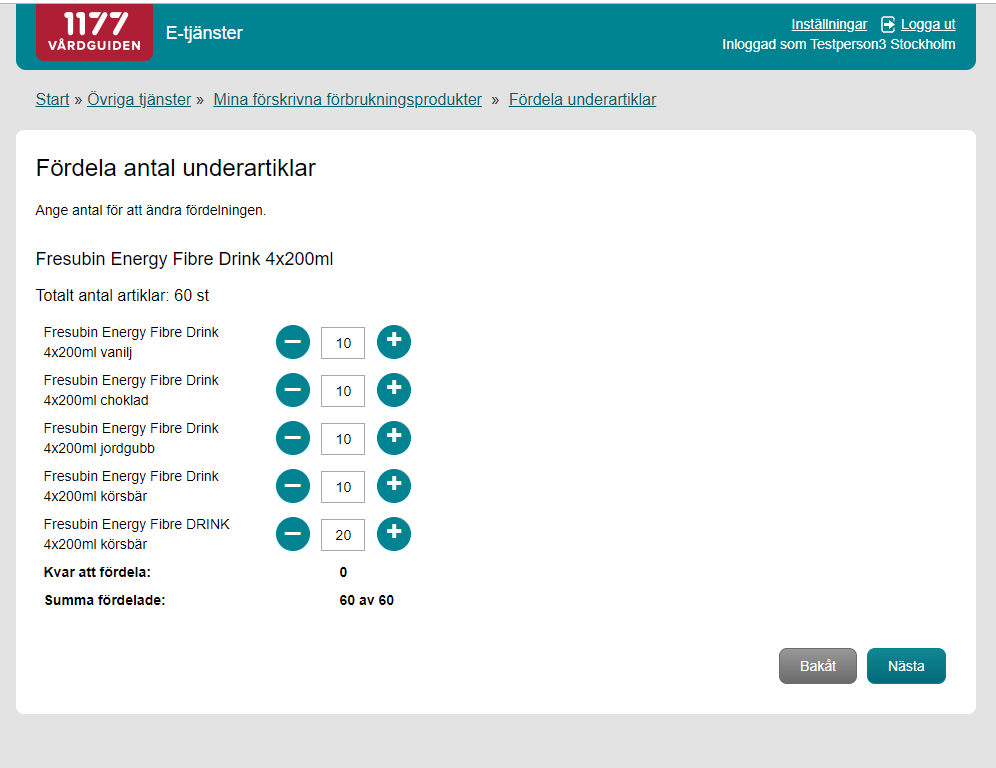 1177
VÅRDGUIDEN
E-tjänster
Inställningar Logga ut
Inloggad som Testperson3 Stockholm
Start » Övriga tjänster » Mina förskrivna förbrukningsprodukter » Fördela underartiklar
Fördela antal underartiklar
Ange antal för att ändra fördelningen.
Fresubin Energy Fibre Drink 4x200ml
Totalt antal artiklar: 60 st
Fresubin Energy Fibre Drink
4x200ml vanilj
10
Fresubin Energy Fibre Drink
4x200ml choklad
10
Fresubin Energy Fibre Drink
4x200ml jordgubb
10
Fresubin Energy Fibre Drink
4x200ml körsbär
10
Fresubin Energy Fibre DRINK
4x200ml körsbär
20
Kvar att fördela: 0
Summa fördelade: 60 av 60
Bakåt Nästa